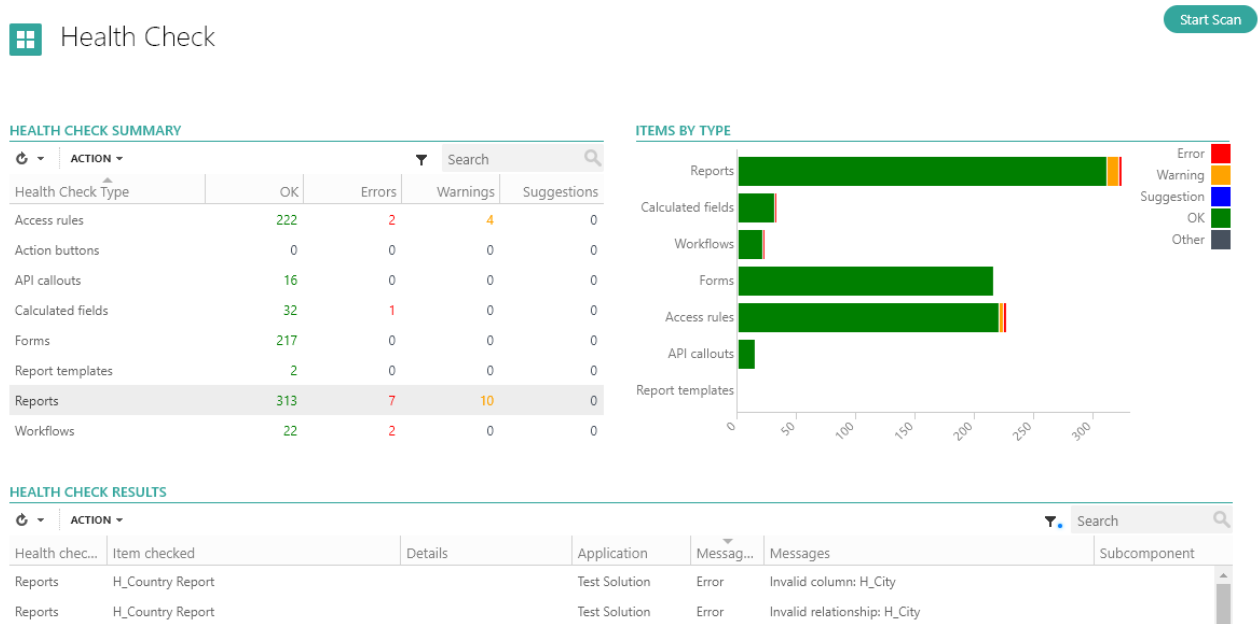 Health Check
Start Scan
HEALTH CHECK SUMMARY
ACTION
Search
Health Check Type OK Errors Warnings Suggestions
Access rules 222 2 4 0
Action buttons 0 0 0 0
API callouts 16 0 0 0
Calculated fields 32 1 0 0
Forms 217 0 0 0
Report templates 2 0 0 0
Reports 313 7 10 0
Workflows 22 2 0 0
ITEMS BY TYPE
Reports
Calculated fields
Workflows
Forms
Access rules
API callouts
Report templates
0 50 100 150 200 250 300
Error
Warning
Suggestion
OK
Other
HEALTH CHECK RESULTS
ACTION
Search
Health chec... Item checked Details Application Messag... Messages Subcomponent
Reports H_Country Report Test Solution Error Invalid column: H_City
Reports H_Country Report Test Solution Error Invalid relationship: H_City